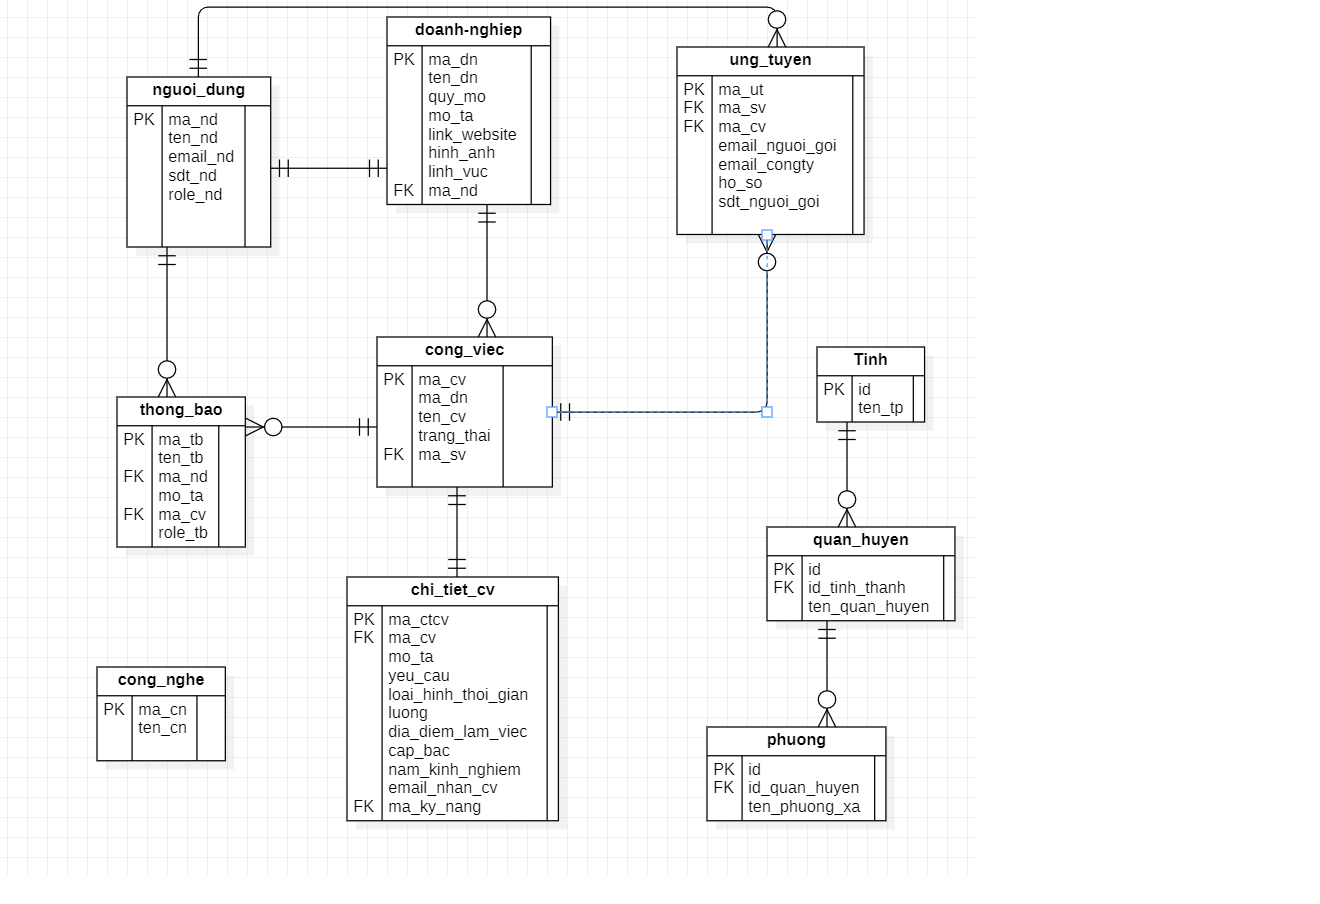 nguoi_dung
PK ma_nd
ten_nd
email_nd
sdt_nd
role_nd
doanh-nghiep
PK ma_dn
ten_dn
quy_mo
mo_ta
link_website
hinh_anh
linh_vuc
FK ma_nd
ung_tuyen
PK ma_ut
FK ma_sv
FK ma_cv
email_nguoi_goi
email_congty
ho_so
sdt_nguoi_goi
thong_bao
PK ma_tb
ten_tb
FK ma_nd
mo_ta
FK ma_cv
role_tb
cong_viec
PK ma_cv
ma_dn
ten_cv
trang_thai
FK ma_sv
Tinh
PK id
ten_tp
quan_huyen
PK id
FK id_tinh_thanh
ten_quan_huyen
cong_nghe
PK ma_cn
ten_cn
chi_tiet_cv
PK ma_ctcv
FK ma_cv
mo_ta
yeu_cau
loai_hinh_thoi_gian
luong
dia_diem_lam_viec
cap_bac
nam_kinh_nghiem
email_nhan_cv
FK ma_ky_nang
phuong
PK id
FK id_quan_huyen
ten_phuong_xa